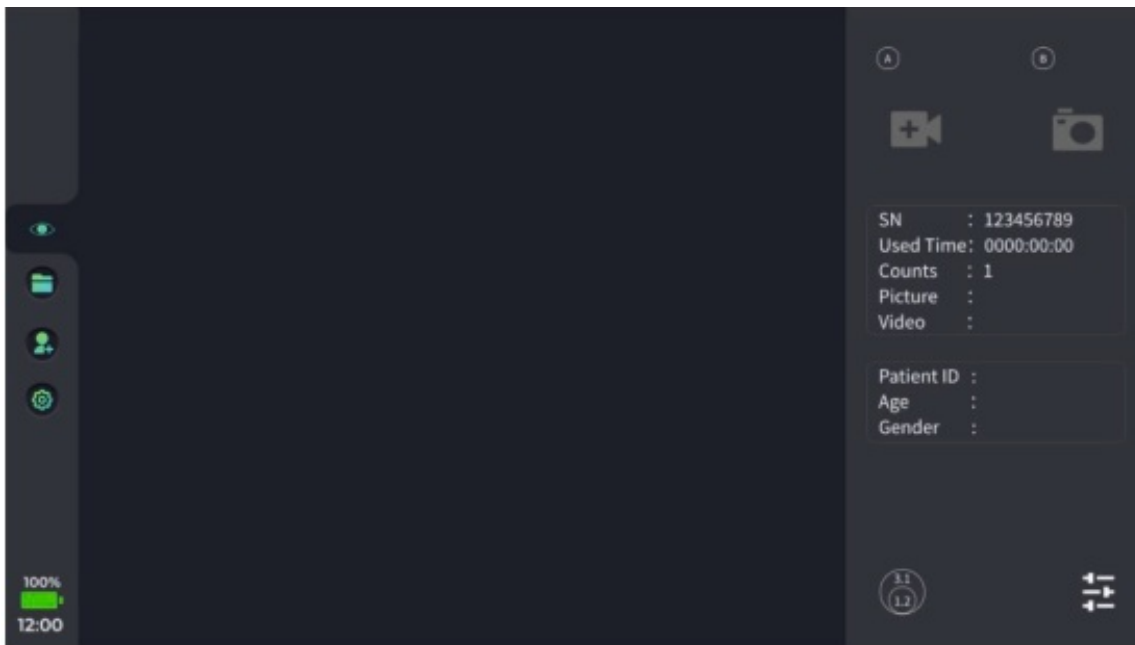 A B
SN : 123456789
Used Time: 0000:00:00
Counts : 1
Picture :
Video :
Patient ID :
Age :
Gender :
3.1
1.2
100%
12:00